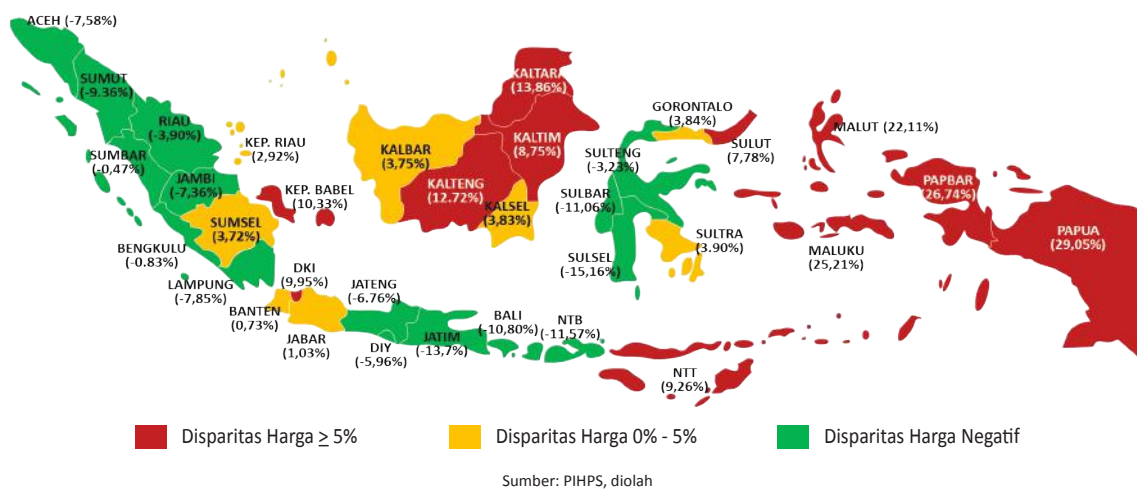 ACEH (-7,58%)
SUMUT
(-9.36%)
RIAU
(-3,90%)
KEP. RIAU
(2,92%)
SUMBAR
(-0,47%)
JAMBI
(-7,36%)
KEP. BABEL
(10,33%)
SUMSEL
(3,72%)
BENGKULU
(-0.83%)
LAMPUNG
(-7,85%)
DKI
(9,95%)
BANTEN
(0,73%)
JABAR
(1,03%)
JATENG
(-6.76%)
DIY
(-5,96%)
JATIM
(-13,7%)
BALI
(-10,80%)
NTB
(-11,57%)
NTT
(9,26%)
KALBAR
(3,75%)
KALTENG
(12.72%)
KALSEL
(3,83%)
KALTIM
(8,75%)
KALTARA
(13,86%)
GORONTALO
(3,84%)
SULUT
(7,78%)
SULTENG
(-3,23%)
SULBAR
(-11,06%)
SULSEL
(-15,16%)
SULTRA
(3.90%)
MALUT (22,11%)
MALUKU
(25,21%)
PAPBAR
(26,74%)
PAPUA
(29,05%)
Disparitas Harga ≥ 5%
Disparitas Harga 0% - 5%
Disparitas Harga Negatif
Sumber: PIHPS, diolah